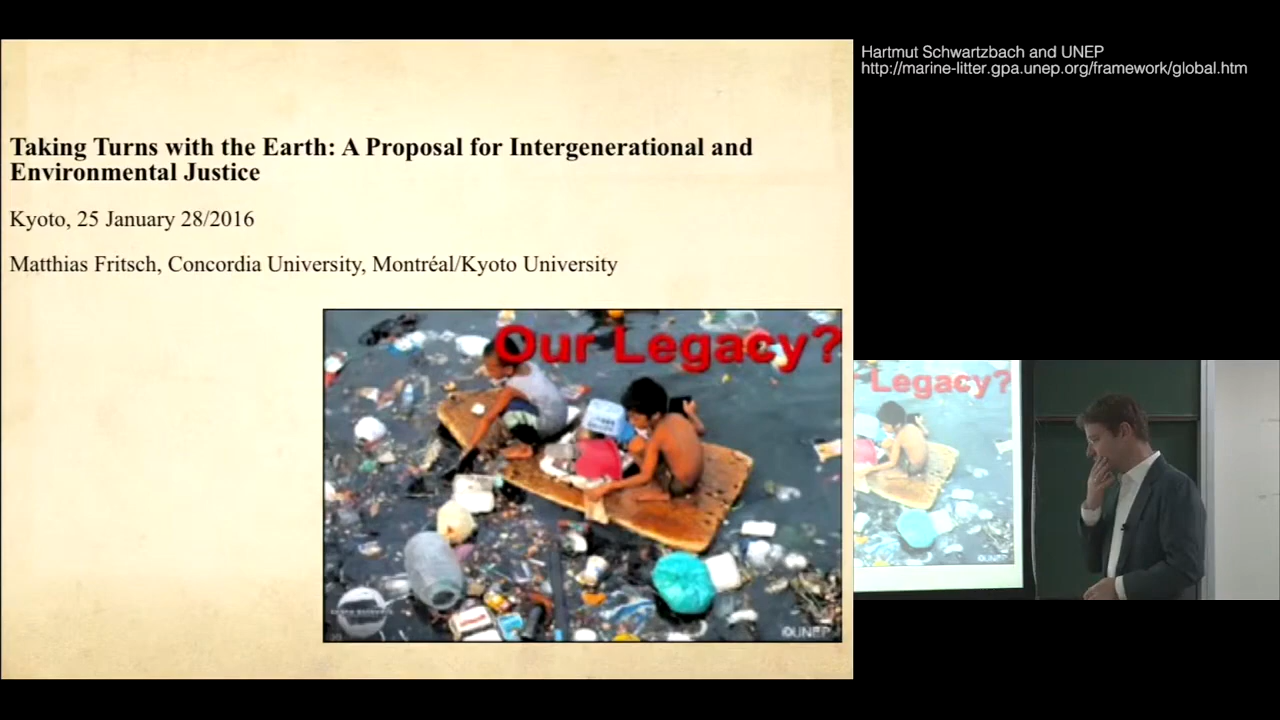 Hartmut Schwartzbach and UNEP
http://marine-litter.gpa.unep.org/framework/global.htm
Taking Turns with the Earth: A Proposal for Intergenerational and
Environmental Justice
Kyoto, 25 January 28/2016
Matthias Fritsch, Concordia University, Montréal/Kyoto University
Our Legacy?
©UNEP
Legacy?
©UNEP